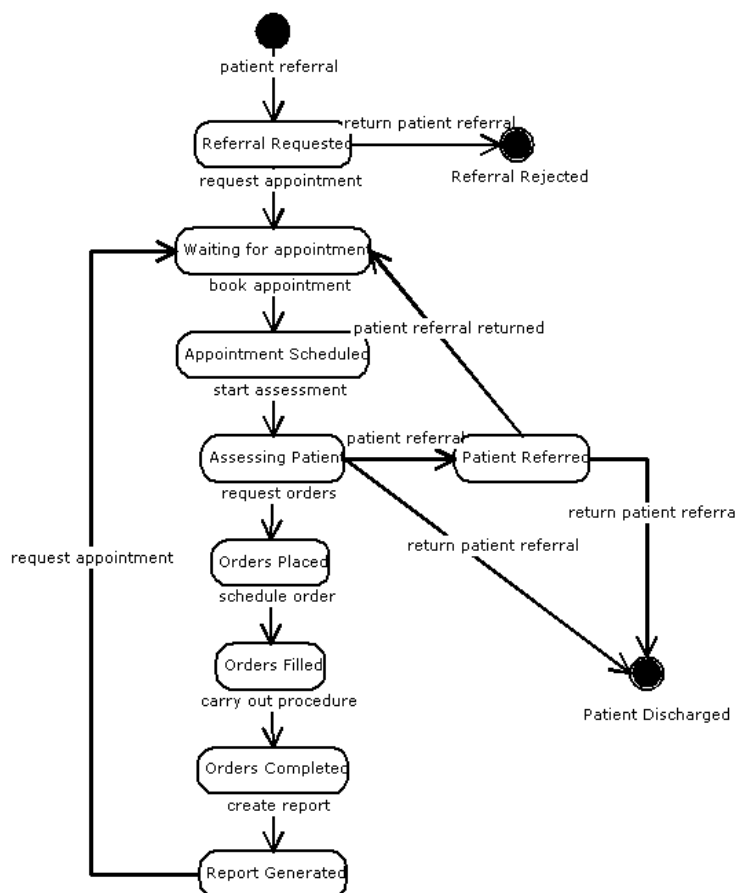 patient referral
return patient referral
Referral Requested
Referral Rejected
request appointment
Waiting for appointment
book appointment
patient referral returned
Appointment Scheduled
start assessment
patient referral
Assessing Patient
Patient Referred
request orders
return patient referra
return patient referral
request appointment
Orders Placed
schedule order
Orders Filled
carry out procedure
Patient Discharged
Orders Completed
create report
Report Generated